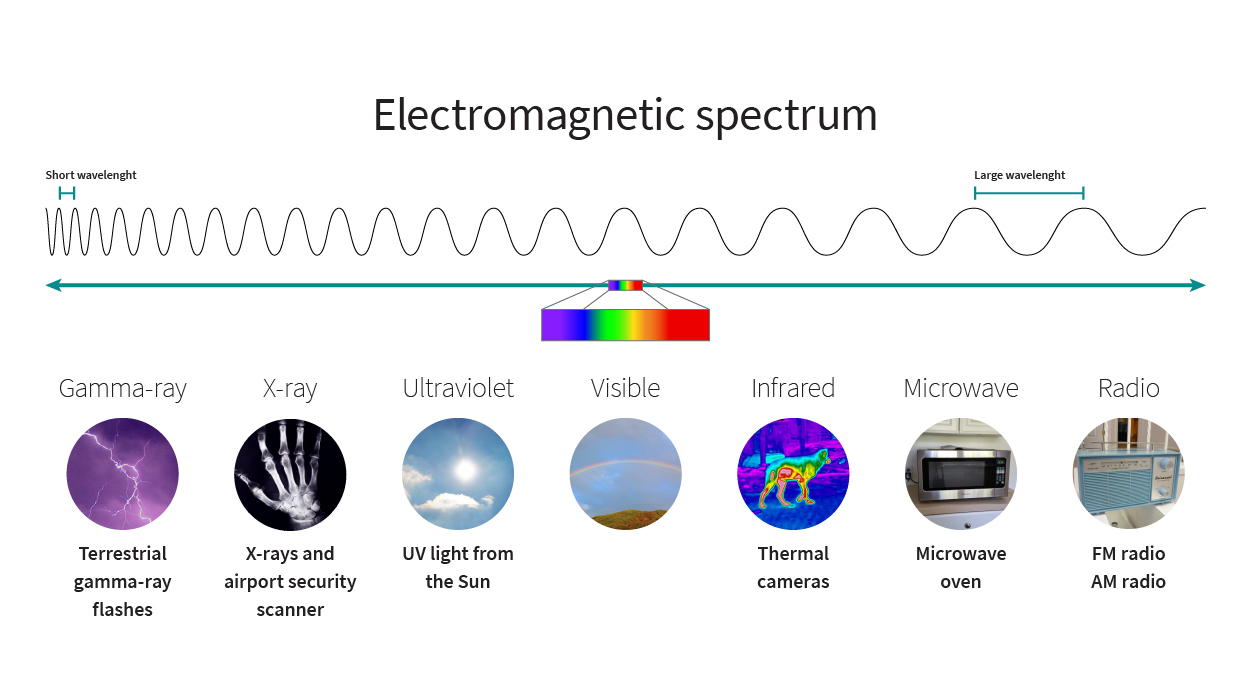 Electromagnetic spectrum
Short wavelenght
Large wavelenght
Gamma-ray
X-ray
Ultraviolet
Visible
Infrared
Microwave
Radio
Terrestrial
gamma-ray
flashes
X-rays and
airport security
scanner
UV light from
the Sun
Thermal
cameras
Microwave
oven
FM radio
AM radio